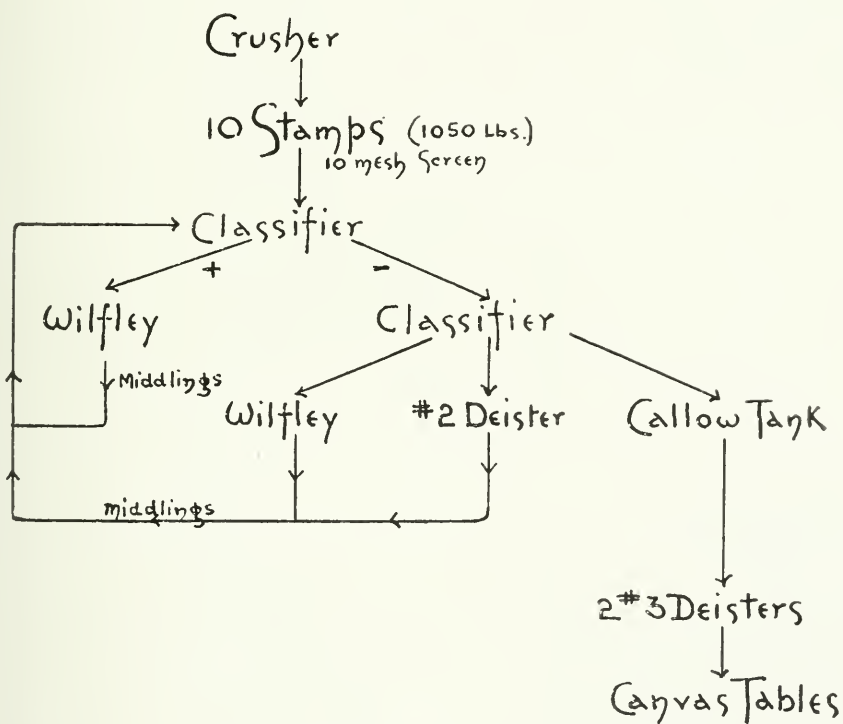 Crusher
10 Stamps (1050 Lbs.)
10 mesh Screen
Classifier
+ -
Wilfley Classifier
Middlings
Wilfley #2 Deister Callow Tank
middlings
2 #3 Deisters
Canvas Tables